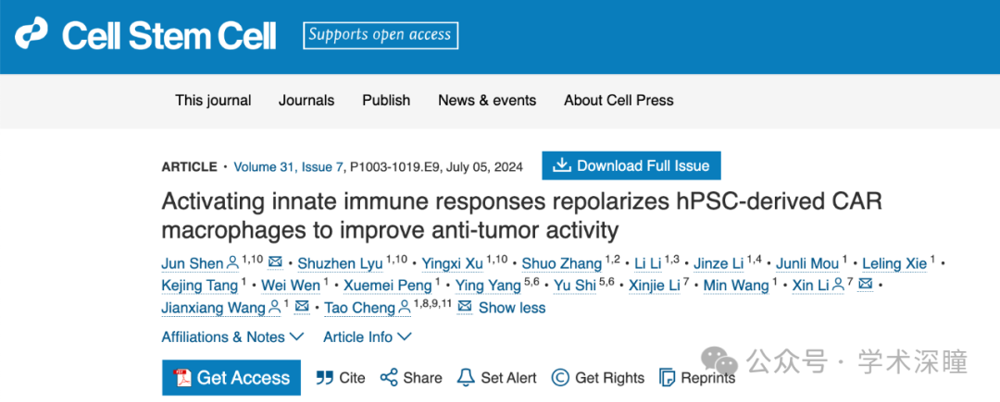 Cell Stem Cell Supports open access
This journal Journals Publish News & events About Cell Press
ARTICLE • Volume 31, Issue 7, P1003-1019.E9, July 05, 2024 Download Full Issue
Activating innate immune responses repolarizes hPSC-derived CAR
macrophages to improve anti-tumor activity
Jun Shen 1,10 • Shuzhen Lyu 1,10 • Yingxi Xu 1,10 • Shuo Zhang 1,2 • Li Li 1,3 • Jinze Li 1,4 • Junli Mou 1 • Leling Xie 1 •
Kejing Tang 1 • Wei Wen 1 • Xuemei Peng 1 • Ying Yang 5,6 • Yu Shi 5,6 • Xinjie Li 7 • Min Wang 1 • Xin Li 7 •
Jianxiang Wang 1 • Tao Cheng 1,8,9,11 Show less
Affiliations & Notes Article Info
PDF Get Access Cite Share Set Alert Get Rights Reprints
公众号 · 学术深瞳